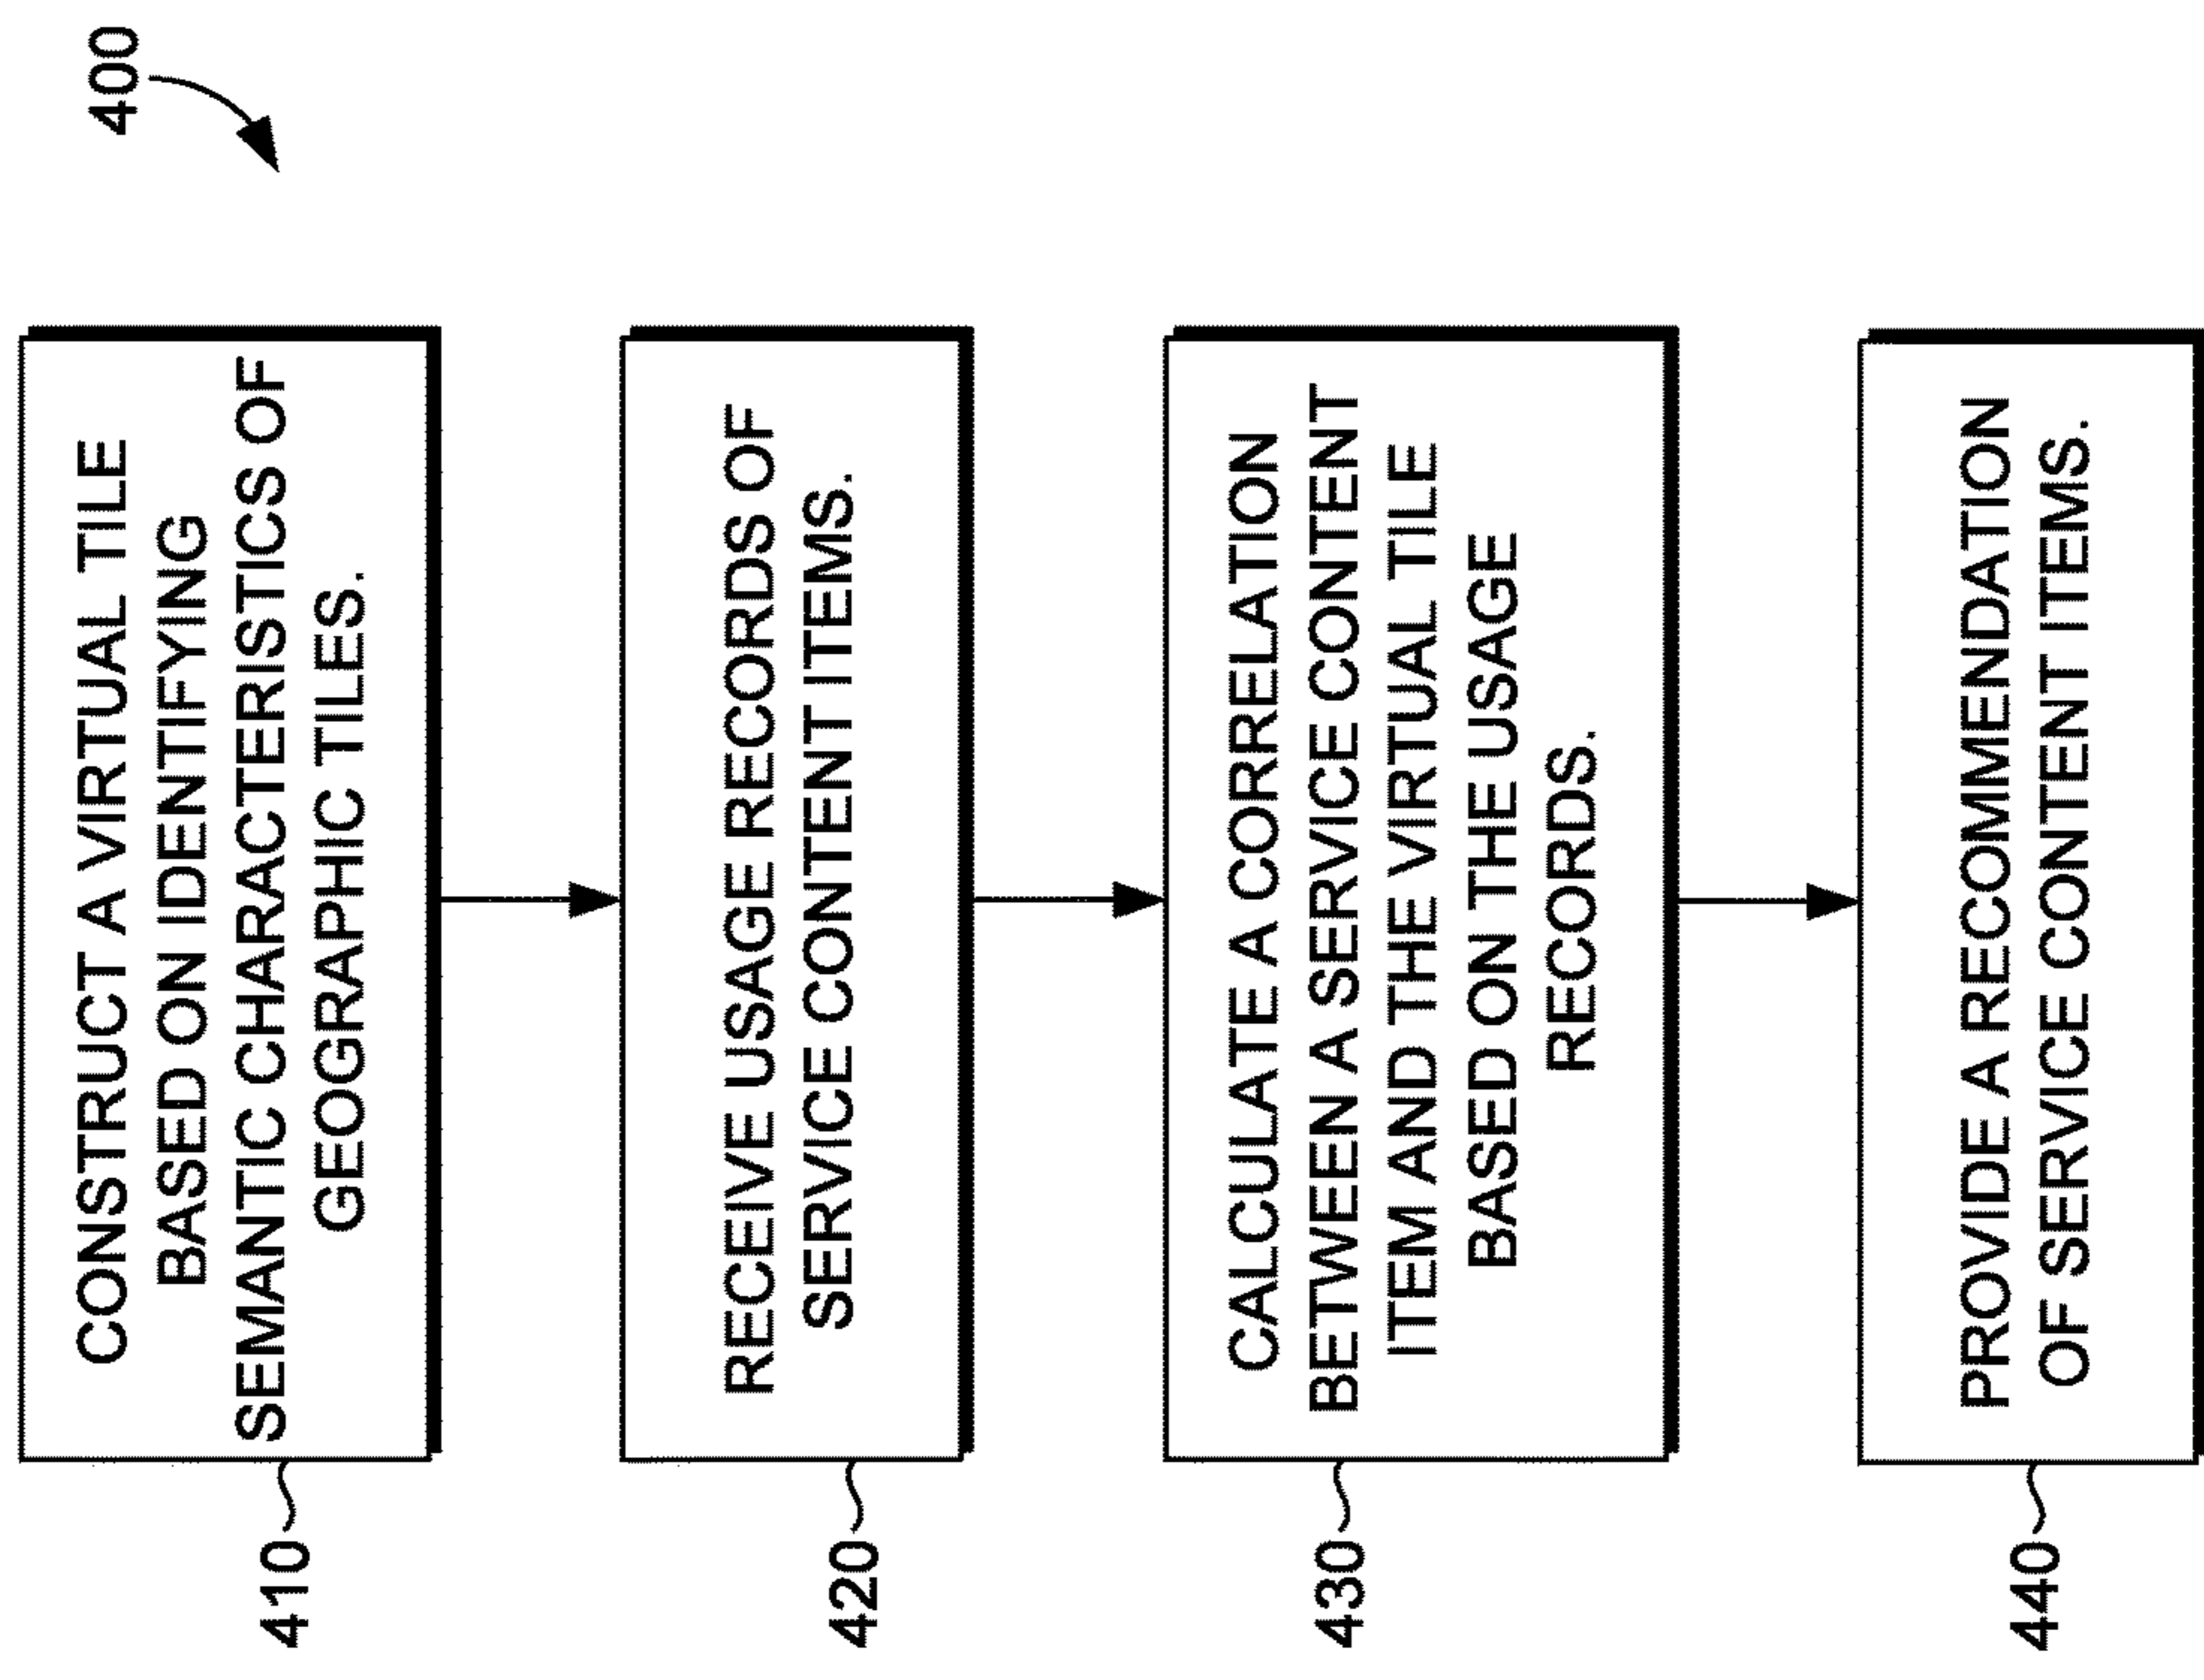 400
410
CONSTRUCT A VIRTUAL TILE
BASED ON IDENTIFYING
SEMANTIC CHARACTERISTICS OF
GEOGRAPHIC TILES.
420
RECEIVE USAGE RECORDS OF
SERVICE CONTENT ITEMS.
430
CALCULATE A CORRELATION
BETWEEN A SERVICE CONTENT
ITEM AND THE VIRTUAL TILE
BASED ON THE USAGE
RECORDS.
440
PROVIDE A RECOMMENDATION
OF SERVICE CONTENT ITEMS.